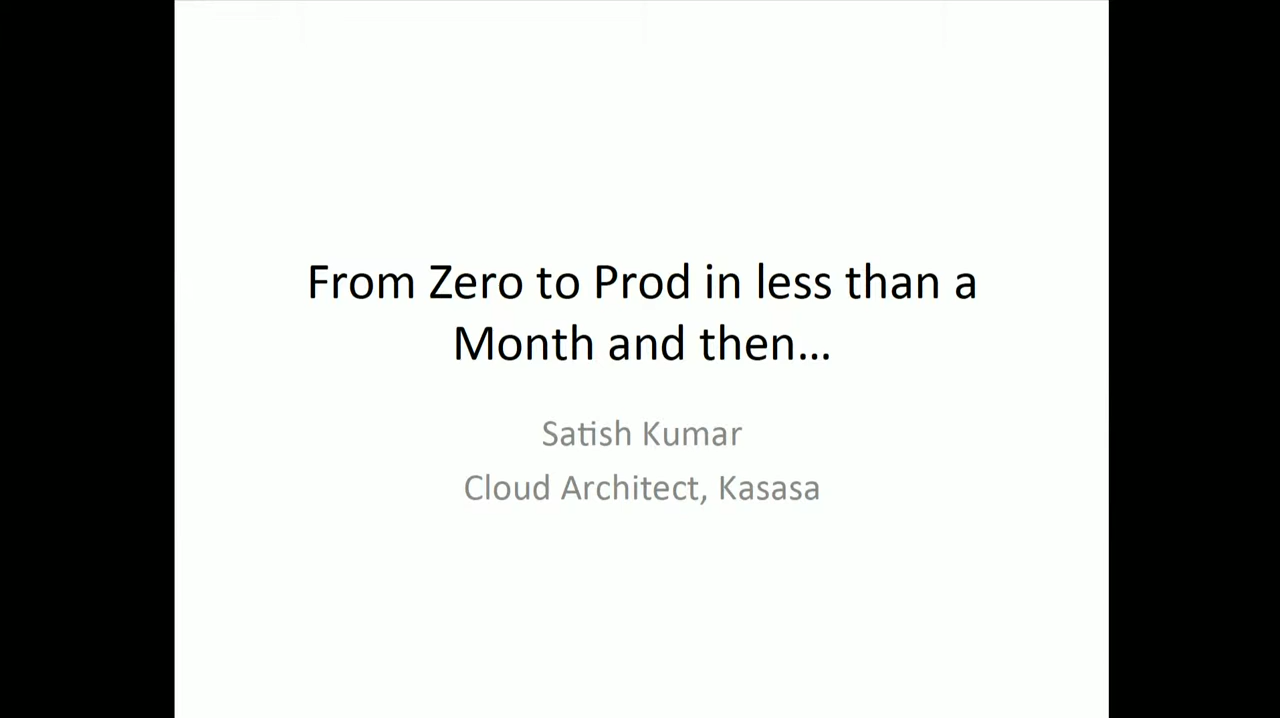 From Zero to Prod in less than a
Month and then…
Satish Kumar
Cloud Architect, Kasasa